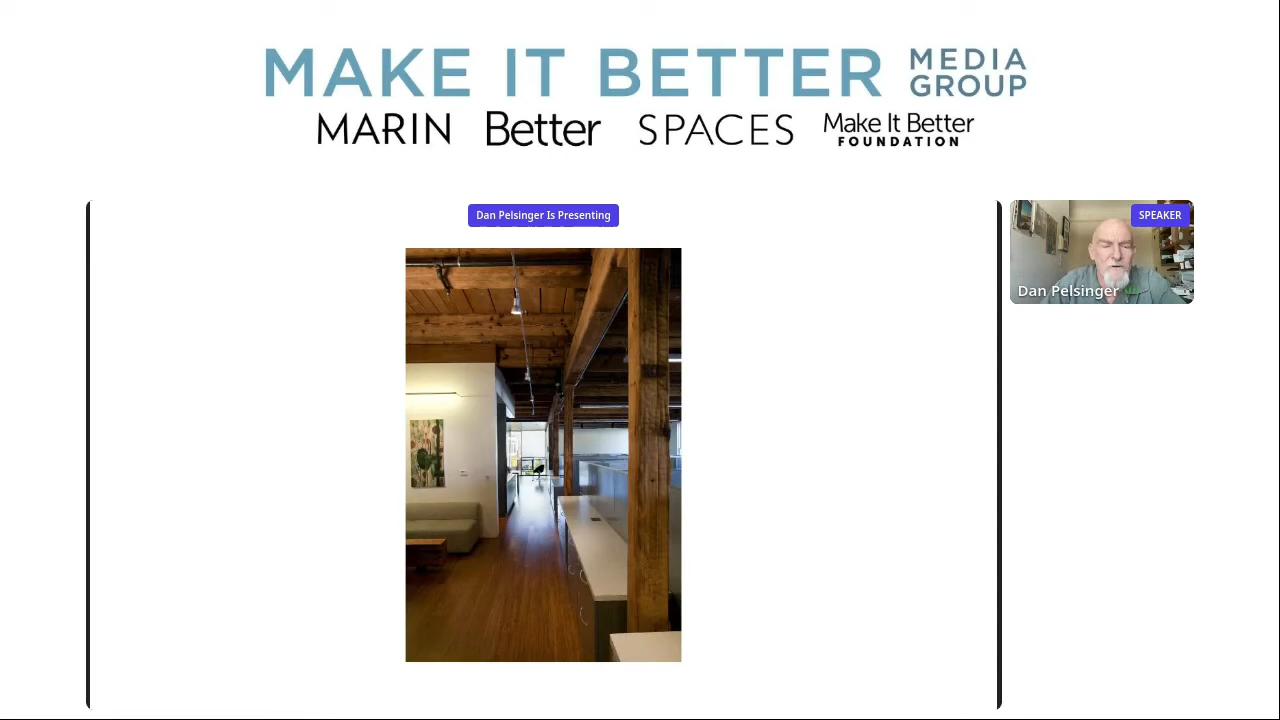 MAKE IT BETTER MEDIA GROUP
MARIN Better SPACES Make It Better FOUNDATION
Dan Pelsinger Is Presenting
SPEAKER
Dan Pelsinger